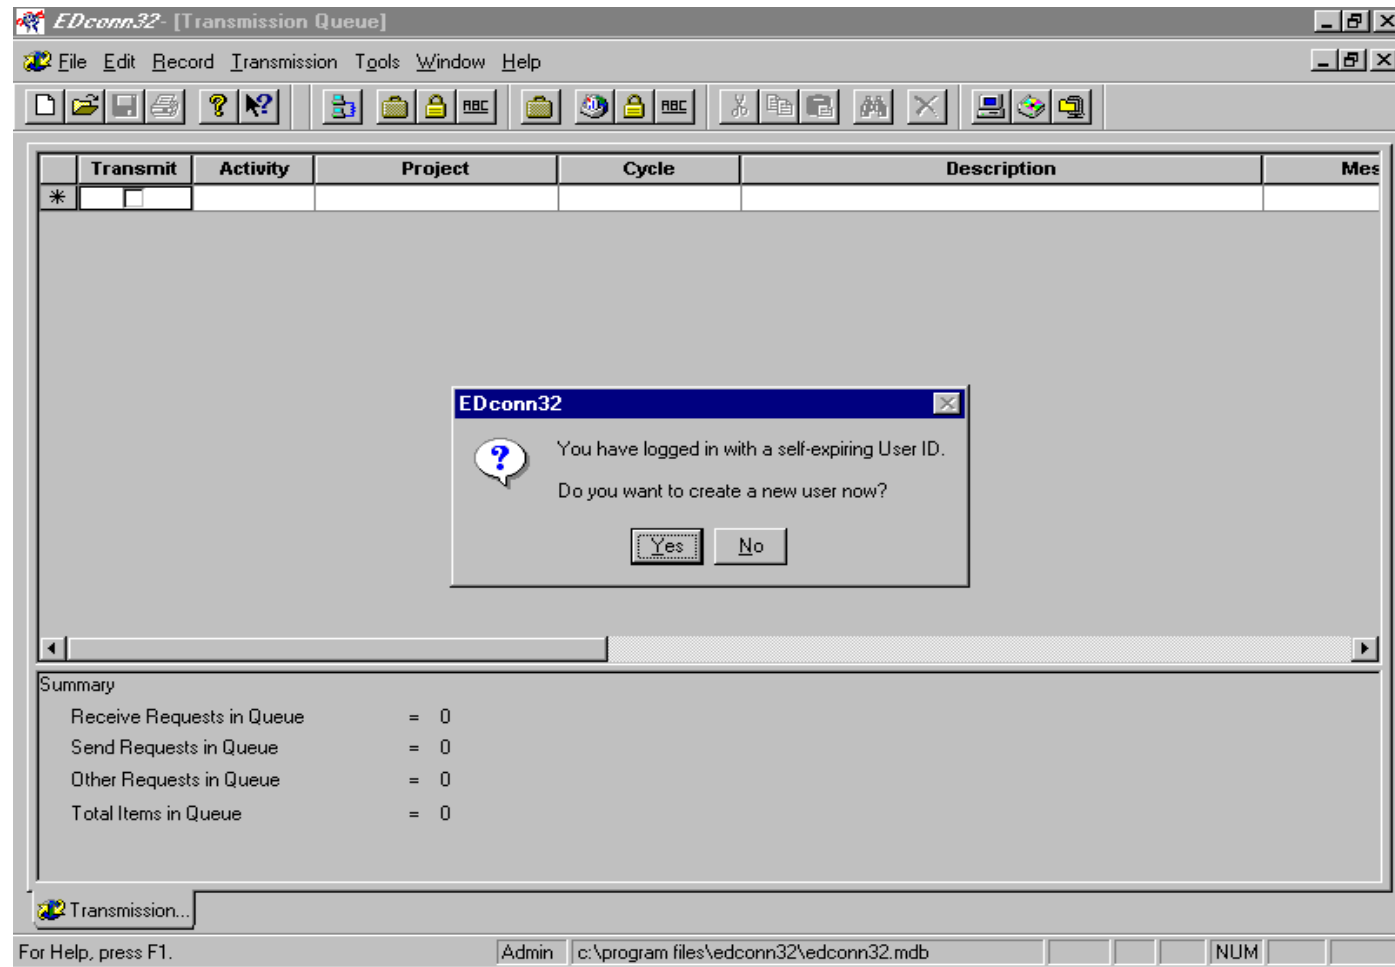 EDconn32- [Transmission Queue]
File Edit Record Transmission Tools Window Help
? ? ABC ABC
Transmit Activity Project Cycle Description Mes
*
EDconn32
? You have logged in with a self-expiring User ID.
Do you want to create a new user now?
Yes No
Summary
Receive Requests in Queue = 0
Send Requests in Queue = 0
Other Requests in Queue = 0
Total Items in Queue = 0
Transmission...
For Help, press F1. Admin c:\program files\edconn32\edconn32.mdb NUM